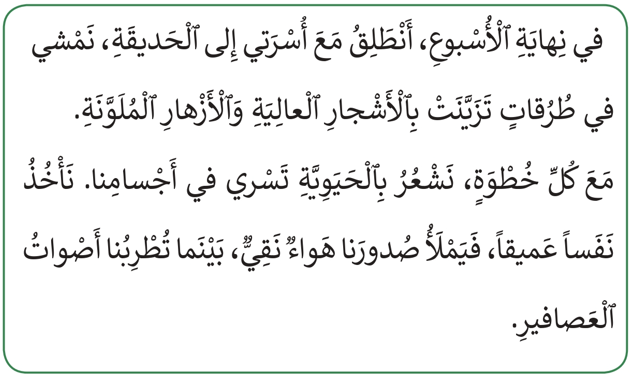 في نِهايَةِ ٱلْأُسْبوعِ، أَنْطَلِقُ مَعَ أُسْرَتي إِلى ٱلْحَديقَةِ، نَمْشي
في طُرُقاتٍ تَزَيَّنَتْ بِٱلْأَشْجارِ ٱلْعالِيَةِ وَٱلْأَزْهارِ ٱلْمُلَوَّنَةِ.
مَعَ كُلِّ خُطْوَةٍ، نَشْعُرُ بِٱلْحَيَوِيَّةِ تَسْري في أَجْسامِنا. نَأْخُذُ
نَفَساً عَميقاً، فَيَمْلَأُ صُدورَنا هَواءٌ نَقِيٌّ، بَيْنَما تُطْرِبُنا أَصْواتُ
ٱلْعَصافيرِ.